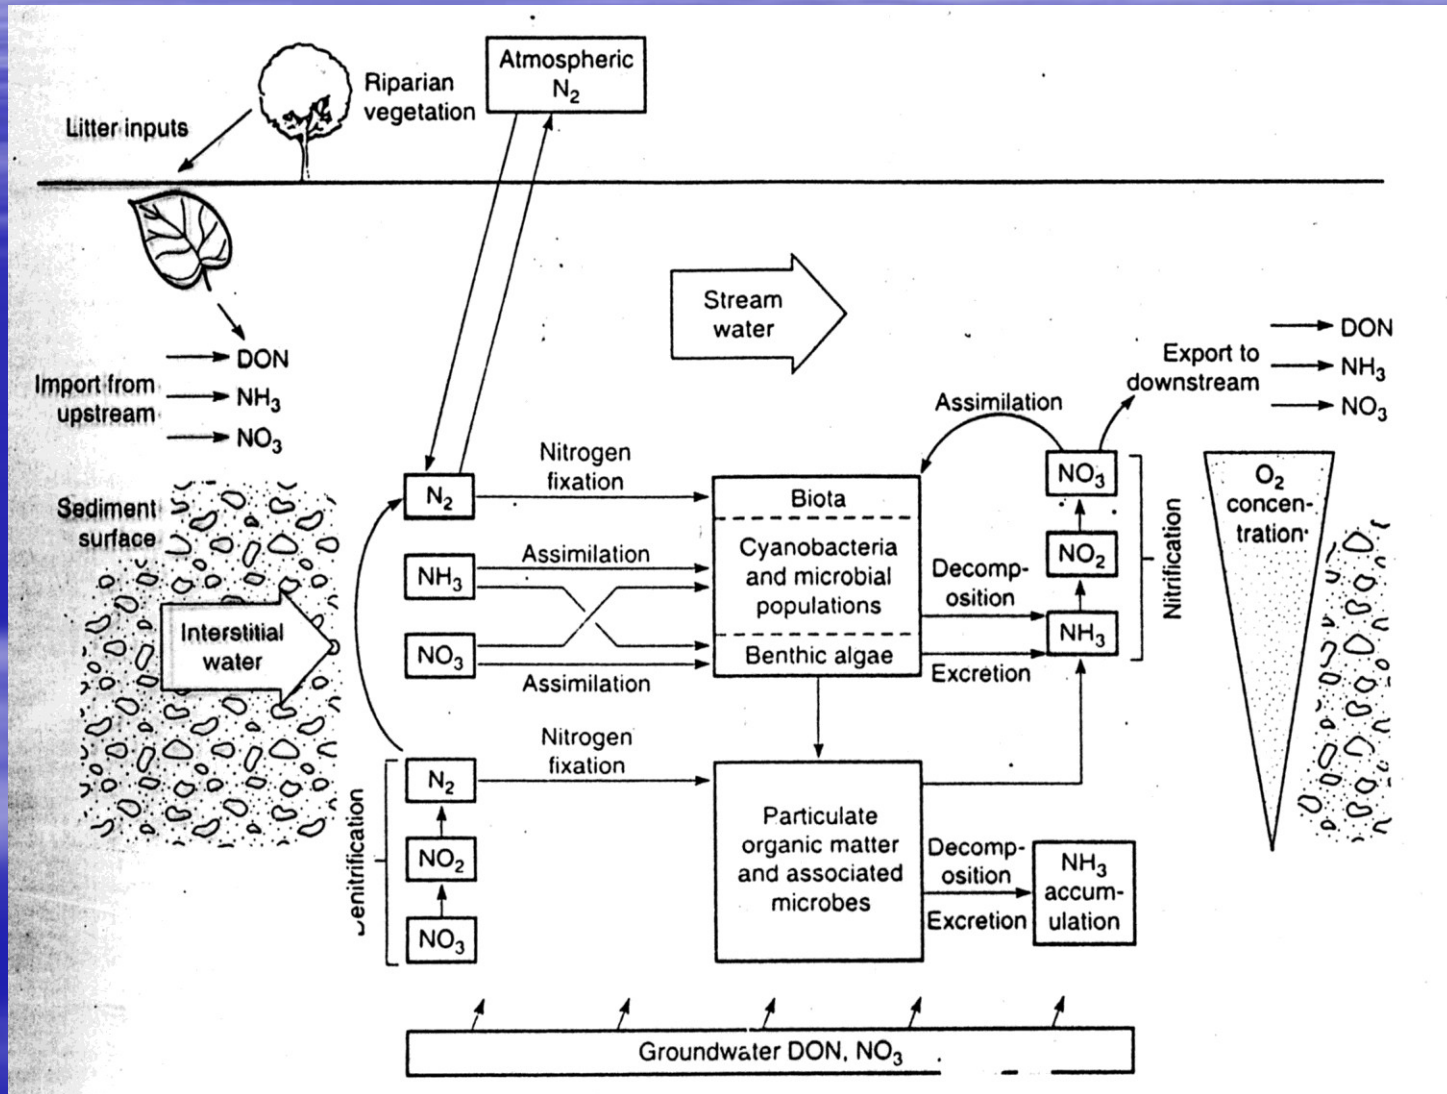 Atmospheric
N₂
Riparian
vegetation
Litter inputs
Stream
water
DON
NH₃
NO₃
Import from
upstream
Export to
downstream
DON
NH₃
NO₃
Assimilation
Sediment
surface
Interstitial
water
N₂
Nitrogen
fixation
NH₃
Assimilation
NO₃
Assimilation
Biota
Cyanobacteria
and microbial
populations
Benthic algae
Decomp-
osition
Excretion
NO₃
NO₂
NH₃
Nitrification
O₂
concen-
tration
N₂
NO₂
NO₃
Denitrification
Nitrogen
fixation
Particulate
organic matter
and associated
microbes
Decomp-
osition
Excretion
NH₃
accum-
ulation
Groundwater DON, NO₃